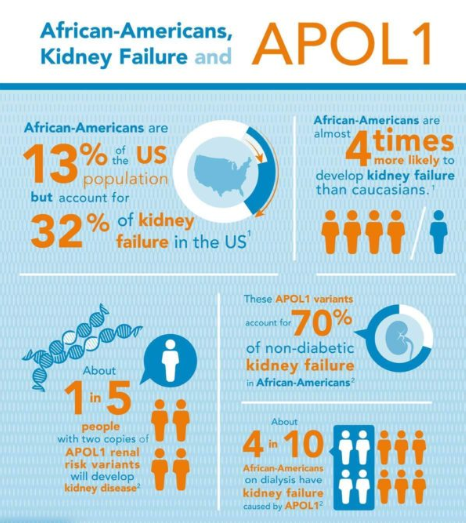 African-Americans,
Kidney Failure and
APOL1
African-Americans are
13% of the US
population
but account for
32% of kidney
failure in the US¹
African-Americans are
almost 4 times
more likely to
develop kidney failure
than caucasians.¹
About
1 in 5
people
with two copies of
APOL1 renal
risk variants
will develop
kidney disease²
These APOL1 variants
account for 70%
of non-diabetic
kidney failure
in African-Americans²
About
4 in 10
African-Americans
on dialysis have
kidney failure
caused by APOL1²